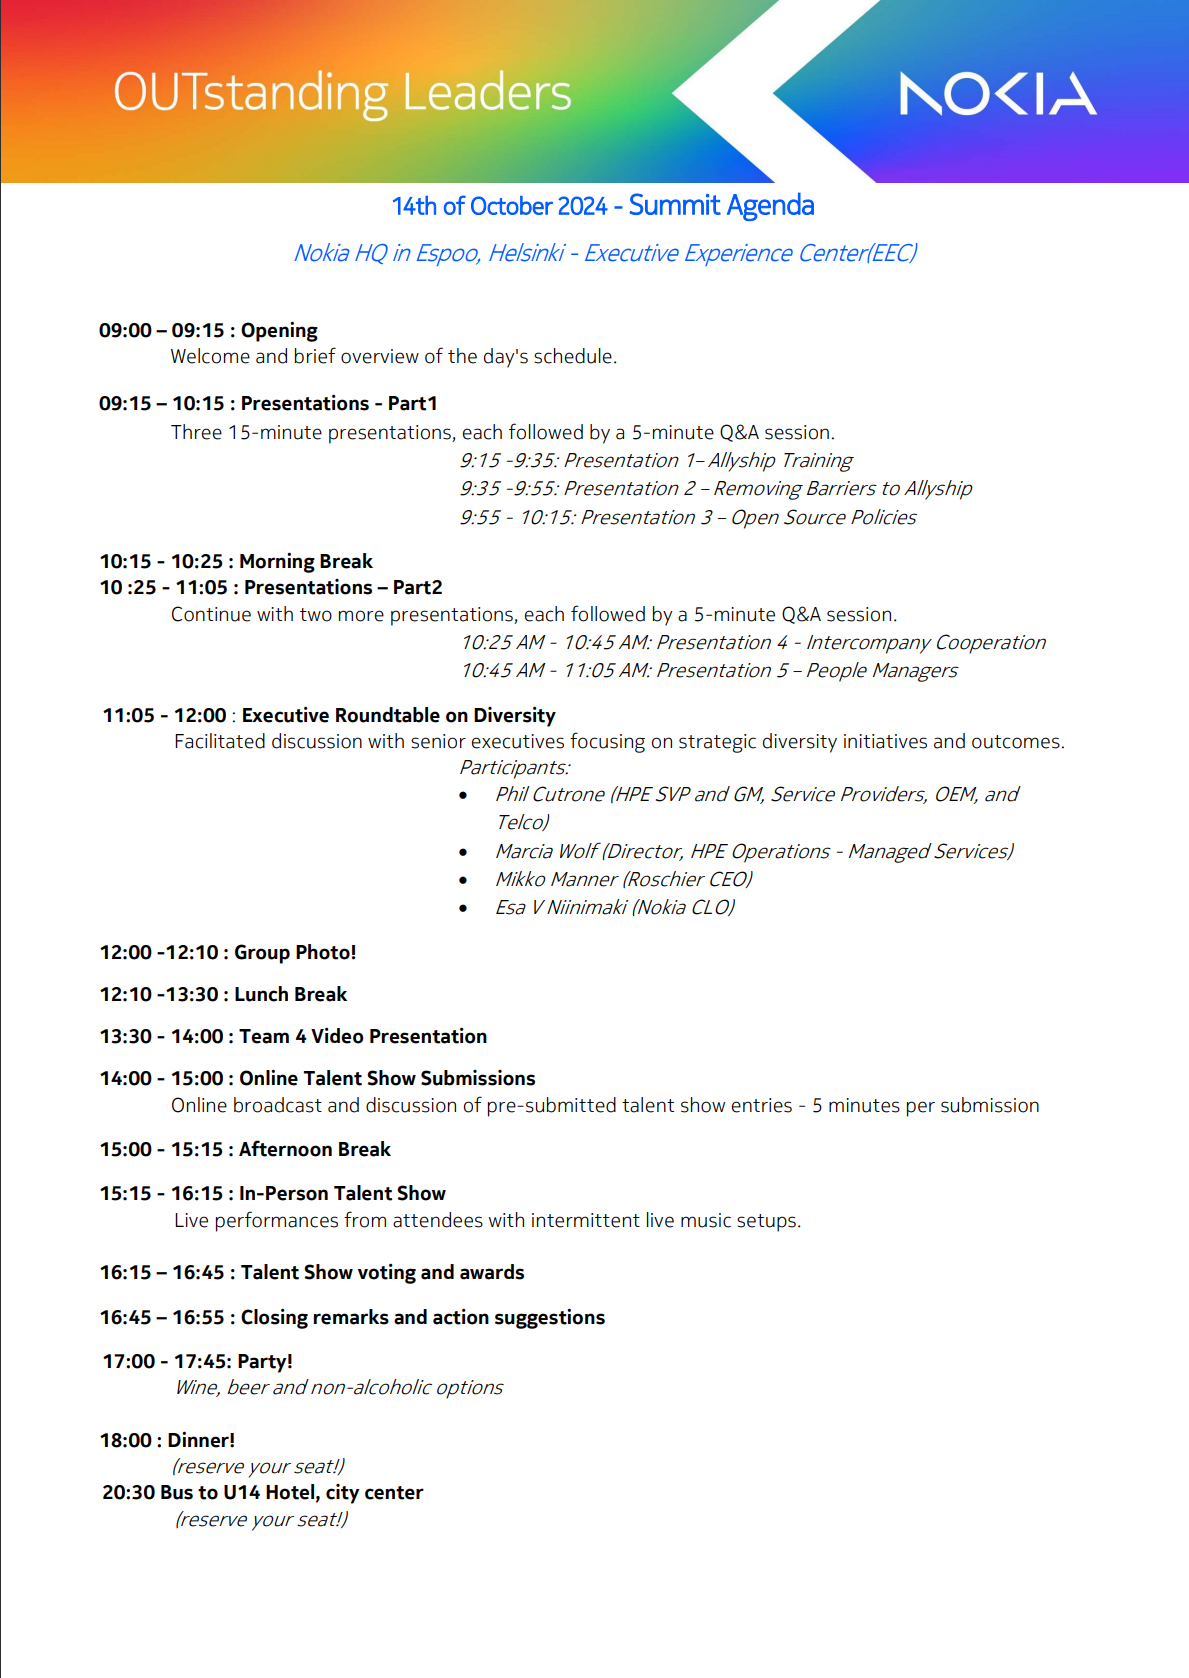 OUTstanding Leaders
NOKIA
14th of October 2024 - Summit Agenda
Nokia HQ in Espoo, Helsinki - Executive Experience Center(EEC)
09:00 – 09:15 : Opening
Welcome and brief overview of the day's schedule.
09:15 – 10:15 : Presentations - Part1
Three 15-minute presentations, each followed by a 5-minute Q&A session.
9:15 -9:35: Presentation 1– Allyship Training
9:35 -9:55: Presentation 2 – Removing Barriers to Allyship
9:55 - 10:15: Presentation 3 – Open Source Policies
10:15 - 10:25 : Morning Break
10 :25 - 11:05 : Presentations – Part2
Continue with two more presentations, each followed by a 5-minute Q&A session.
10:25 AM - 10:45 AM: Presentation 4 - Intercompany Cooperation
10:45 AM - 11:05 AM: Presentation 5 – People Managers
11:05 - 12:00 : Executive Roundtable on Diversity
Facilitated discussion with senior executives focusing on strategic diversity initiatives and outcomes.
Participants:
• Phil Cutrone (HPE SVP and GM, Service Providers, OEM, and
Telco)
• Marcia Wolf (Director, HPE Operations - Managed Services)
• Mikko Manner (Roschier CEO)
• Esa V Niinimaki (Nokia CLO)
12:00 -12:10 : Group Photo!
12:10 -13:30 : Lunch Break
13:30 - 14:00 : Team 4 Video Presentation
14:00 - 15:00 : Online Talent Show Submissions
Online broadcast and discussion of pre-submitted talent show entries - 5 minutes per submission
15:00 - 15:15 : Afternoon Break
15:15 - 16:15 : In-Person Talent Show
Live performances from attendees with intermittent live music setups.
16:15 – 16:45 : Talent Show voting and awards
16:45 – 16:55 : Closing remarks and action suggestions
17:00 - 17:45: Party!
Wine, beer and non-alcoholic options
18:00 : Dinner!
(reserve your seat!)
20:30 Bus to U14 Hotel, city center
(reserve your seat!)